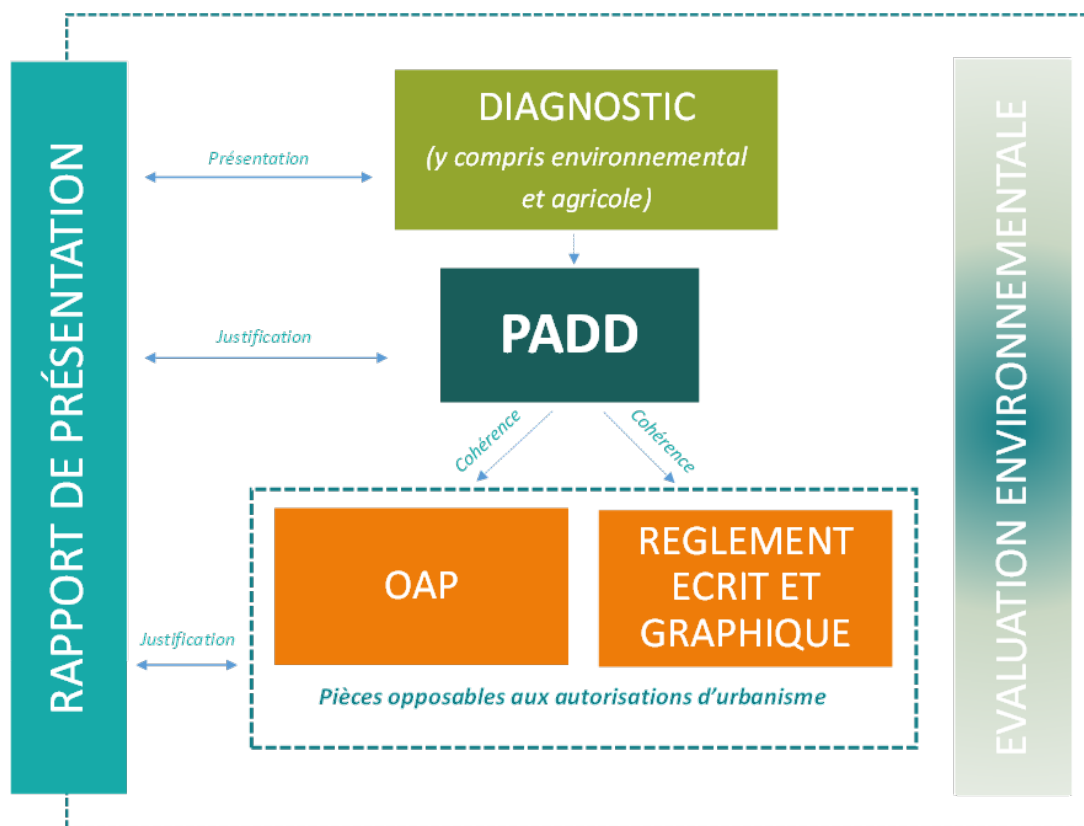 RAPPORT DE PRÉSENTATION
DIAGNOSTIC
(y compris environnemental
et agricole)
Présentation
PADD
Justification
Cohérence
Cohérence
OAP
REGLEMENT
ECRIT ET
GRAPHIQUE
Justification
Pièces opposables aux autorisations d’urbanisme
EVALUATION ENVIRONNEMENTALE